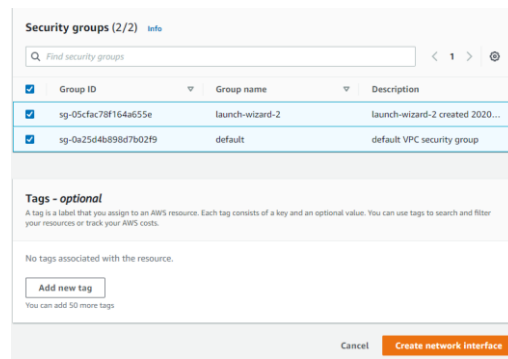 Security groups (2/2) Info
Find security groups
1
Group ID Group name Description
sg-05cfac78f164a655e launch-wizard-2 launch-wizard-2 created 2020...
sg-0a25d4b898d7b02f9 default default VPC security group
Tags - optional
A tag is a label that you assign to an AWS resource. Each tag consists of a key and an optional value. You can use tags to search and filter
your resources or track your AWS costs.
No tags associated with the resource.
Add new tag
You can add 50 more tags
Cancel Create network interface